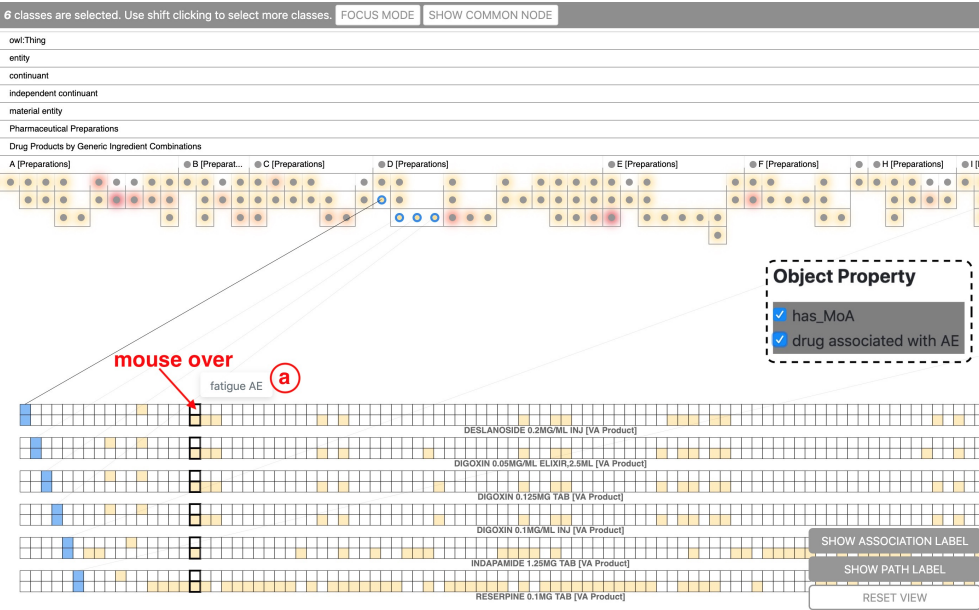 6 classes are selected. Use shift clicking to select more classes. FOCUS MODE SHOW COMMON NODE
owl:Thing
entity
continuant
independent continuant
material entity
Pharmaceutical Preparations
Drug Products by Generic Ingredient Combinations
A [Preparations] B [Preparat... C [Preparations] D [Preparations] E [Preparations] F [Preparations] H [Preparations] I [
Object Property
has_MoA
drug associated with AE
mouse over
fatigue AE a
DESLANOSIDE 0.2MG/ML INJ [VA Product]
DIGOXIN 0.05MG/ML ELIXIR,2.5ML [VA Product]
DIGOXIN 0.125MG TAB [VA Product]
DIGOXIN 0.1MG/ML INJ [VA Product]
SHOW ASSOCIATION LABEL
INDAPAMIDE 1.25MG TAB [VA Product]
SHOW PATH LABEL
RESERPINE 0.1MG TAB [VA Product]
RESET VIEW